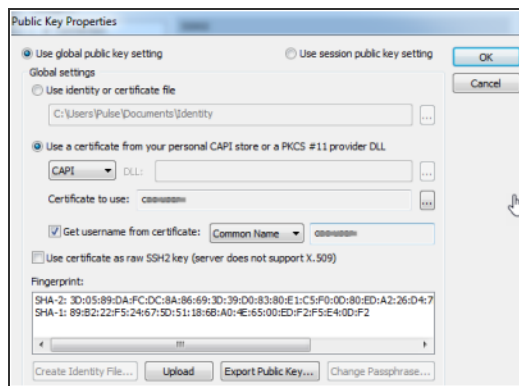 Public Key Properties
Use global public key setting
Use session public key setting
OK
Global settings
Cancel
Use identity or certificate file
C:\Users\Pulse\Documents\Identity
...
Use a certificate from your personal CAPI store or a PKCS #11 provider DLL
CAPI
DLL:
...
Certificate to use:
...
Get username from certificate:
Common Name
Use certificate as raw SSH2 key (server does not support X.509)
Fingerprint:
SHA-2: 3D:05:89:DA:FC:DC:8A:86:69:3D:39:D0:83:80:E1:C5:F0:0D:80:ED:A2:26:D4:7
SHA-1: 89:B2:22:F5:24:67:5D:51:18:6B:A0:4E:65:00:ED:F2:F5:E4:0D:F2
Create Identity File...
Upload
Export Public Key...
Change Passphrase...